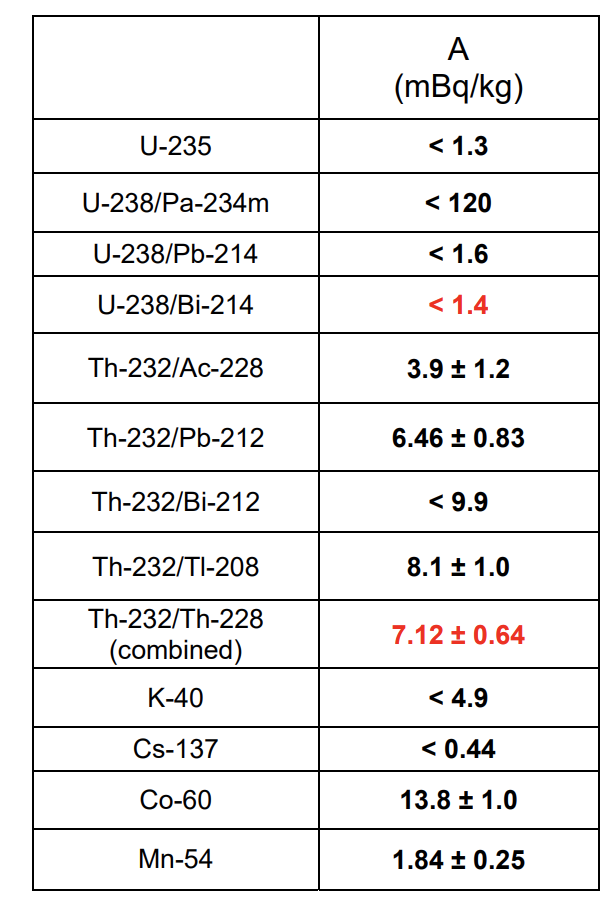 A
(mBq/kg)
U-235 < 1.3
U-238/Pa-234m < 120
U-238/Pb-214 < 1.6
U-238/Bi-214 < 1.4
Th-232/Ac-228 3.9 ± 1.2
Th-232/Pb-212 6.46 ± 0.83
Th-232/Bi-212 < 9.9
Th-232/Tl-208 8.1 ± 1.0
Th-232/Th-228
(combined) 7.12 ± 0.64
K-40 < 4.9
Cs-137 < 0.44
Co-60 13.8 ± 1.0
Mn-54 1.84 ± 0.25